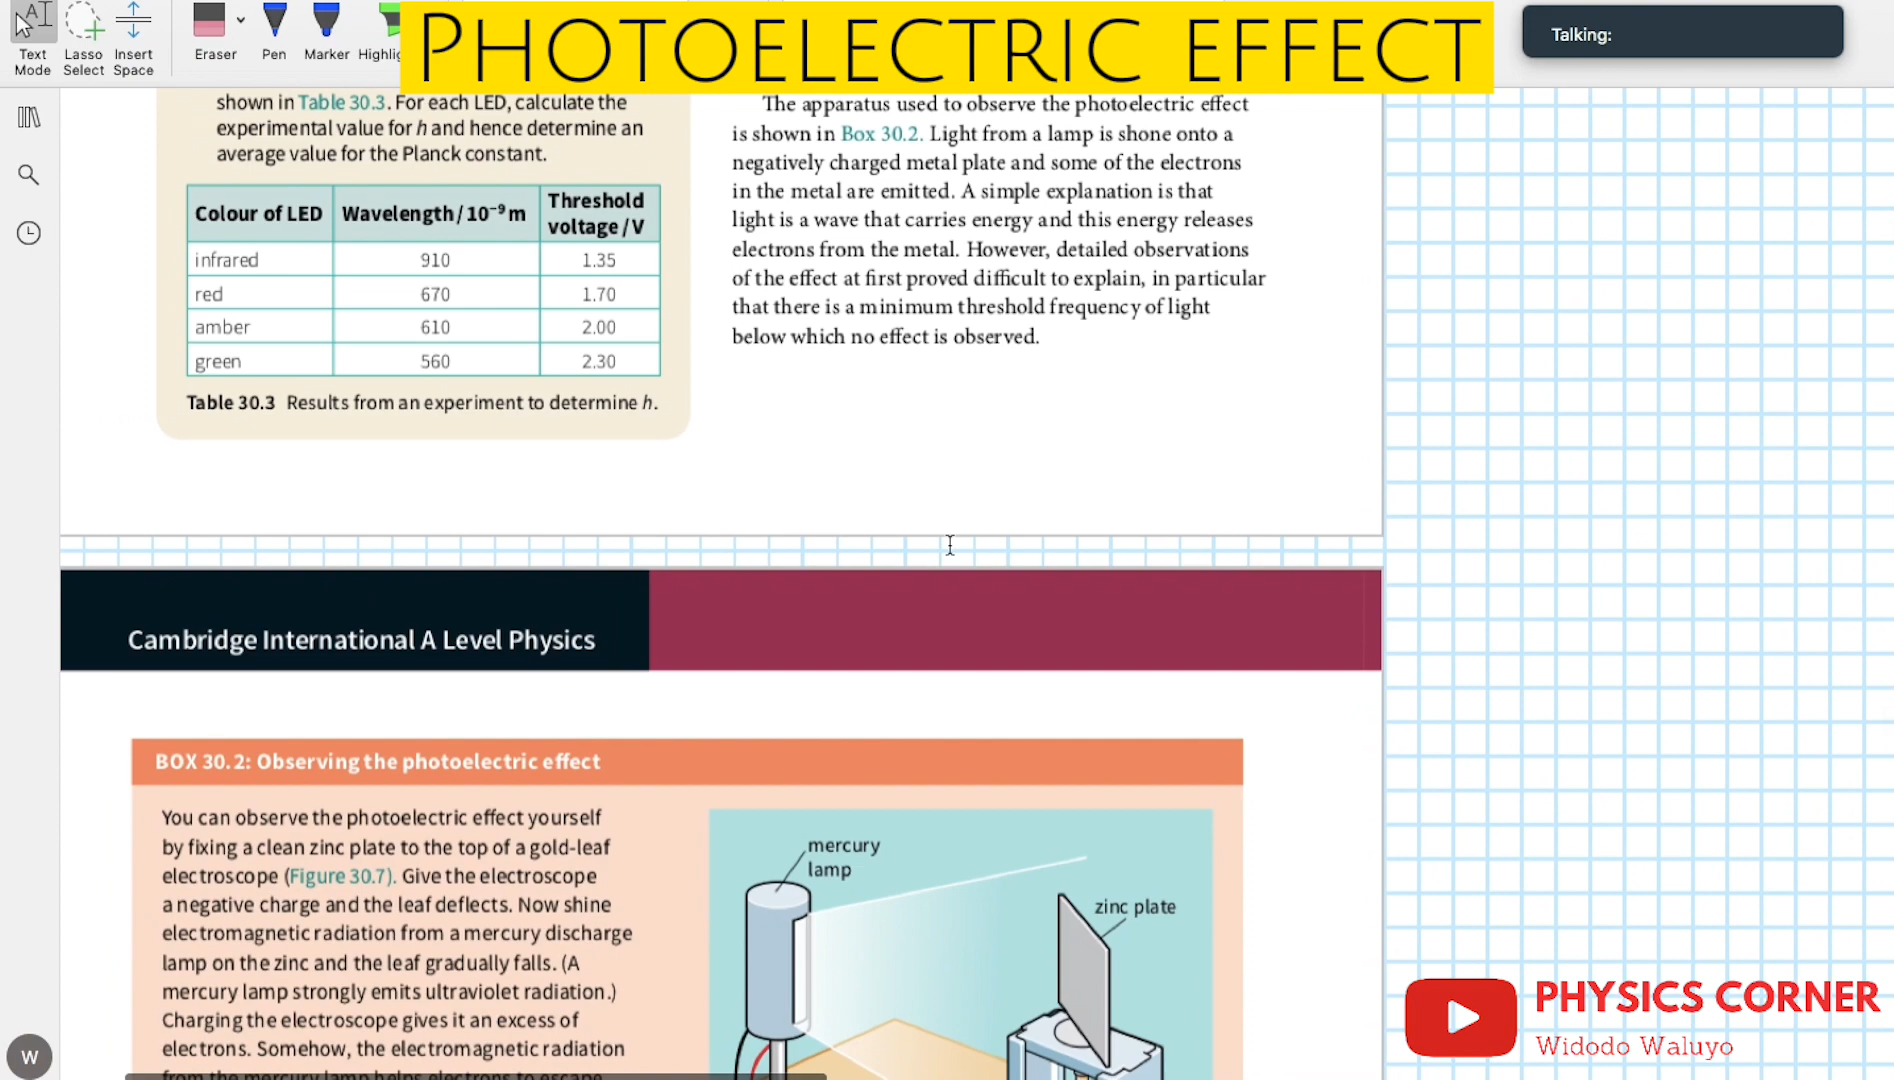 Text
Mode
Lasso
Select
Insert
Space
Eraser
Pen
Marker
Highlig
PHOTOELECTRIC EFFECT
Talking:
shown in Table 30.3. For each LED, calculate the
experimental value for h and hence determine an
average value for the Planck constant.
Colour of LED Wavelength/10⁻⁹m Threshold voltage/V
infrared 910 1.35
red 670 1.70
amber 610 2.00
green 560 2.30
Table 30.3 Results from an experiment to determine h.
The apparatus used to observe the photoelectric effect
is shown in Box 30.2. Light from a lamp is shone onto a
negatively charged metal plate and some of the electrons
in the metal are emitted. A simple explanation is that
light is a wave that carries energy and this energy releases
electrons from the metal. However, detailed observations
of the effect at first proved difficult to explain, in particular
that there is a minimum threshold frequency of light
below which no effect is observed.
Cambridge International A Level Physics
BOX 30.2: Observing the photoelectric effect
You can observe the photoelectric effect yourself
by fixing a clean zinc plate to the top of a gold-leaf
electroscope (Figure 30.7). Give the electroscope
a negative charge and the leaf deflects. Now shine
electromagnetic radiation from a mercury discharge
lamp on the zinc and the leaf gradually falls. (A
mercury lamp strongly emits ultraviolet radiation.)
Charging the electroscope gives it an excess of
electrons. Somehow, the electromagnetic radiation
from the mercury lamp helps electrons to escape
mercury
lamp
zinc plate
W
PHYSICS CORNER
Widodo Waluyo